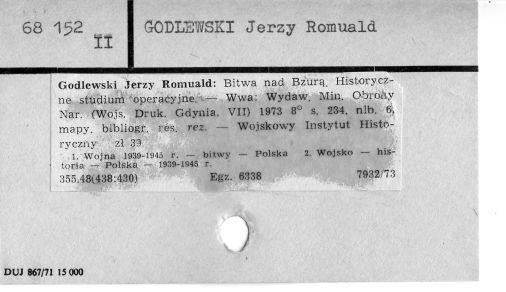 68 152
II
GODLEWSKI Jerzy Romuald
Godlewski Jerzy Romuald: Bitwa nad Bzurą. Historycz-
ne studium operacyjne. — Wwa: Wydaw. Min. Obrony
Nar. (Wojs. Druk. Gdynia, VII) 1973 8° s. 234, nlb. 6,
mapy, bibliogr. res. rez. — Wojskowy Instytut Histo-
ryczny zł 39
1. Wojna 1939-1945 r. — bitwy — Polska 2. Wojsko — his-
toria — Polska — 1939-1945 r.
355.48(438:430) Egz. 6338 7932/73
DUJ 867/71 15 000